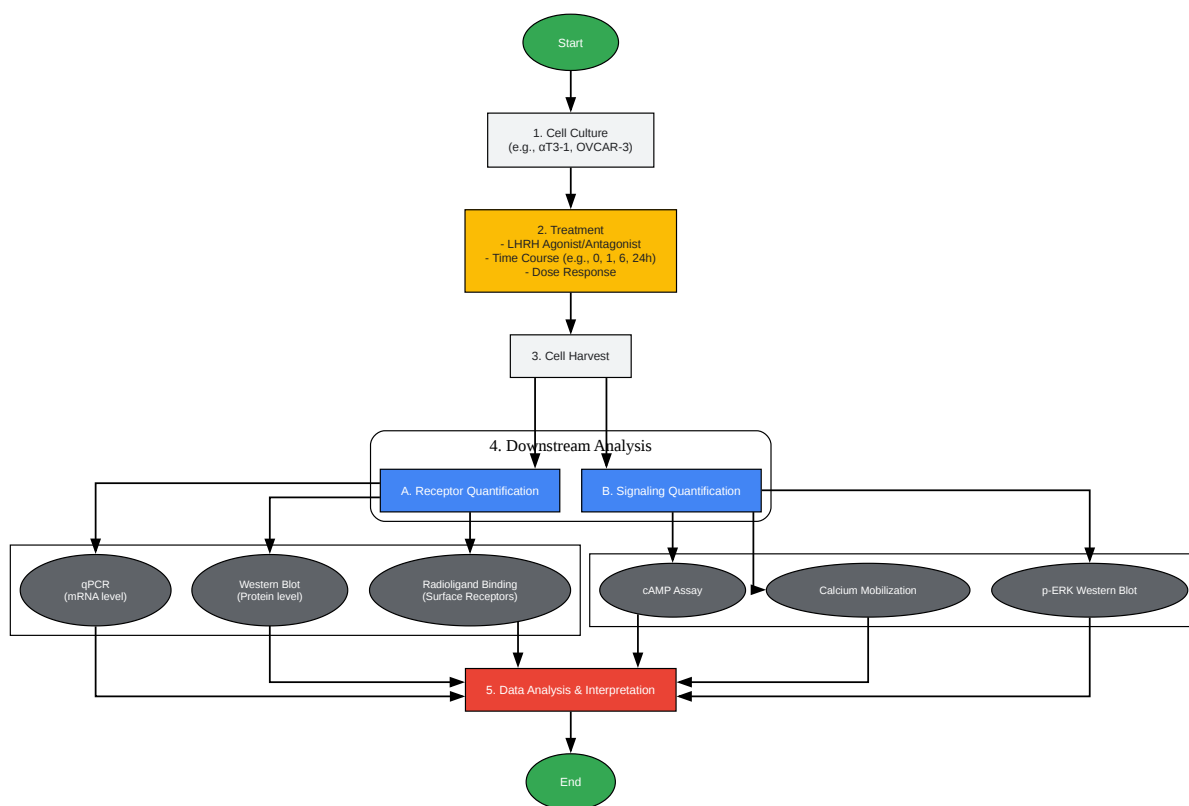 Start
1. Cell Culture
(e.g., αT3-1, OVCAR-3)
2. Treatment
- LHRH Agonist/Antagonist
- Time Course (e.g., 0, 1, 6, 24h)
- Dose Response
3. Cell Harvest
4. Downstream Analysis
A. Receptor Quantification
B. Signaling Quantification
qPCR
(mRNA level)
Western Blot
(Protein level)
Radioligand Binding
(Surface Receptors)
cAMP Assay
Calcium Mobilization
p-ERK Western Blot
5. Data Analysis & Interpretation
End